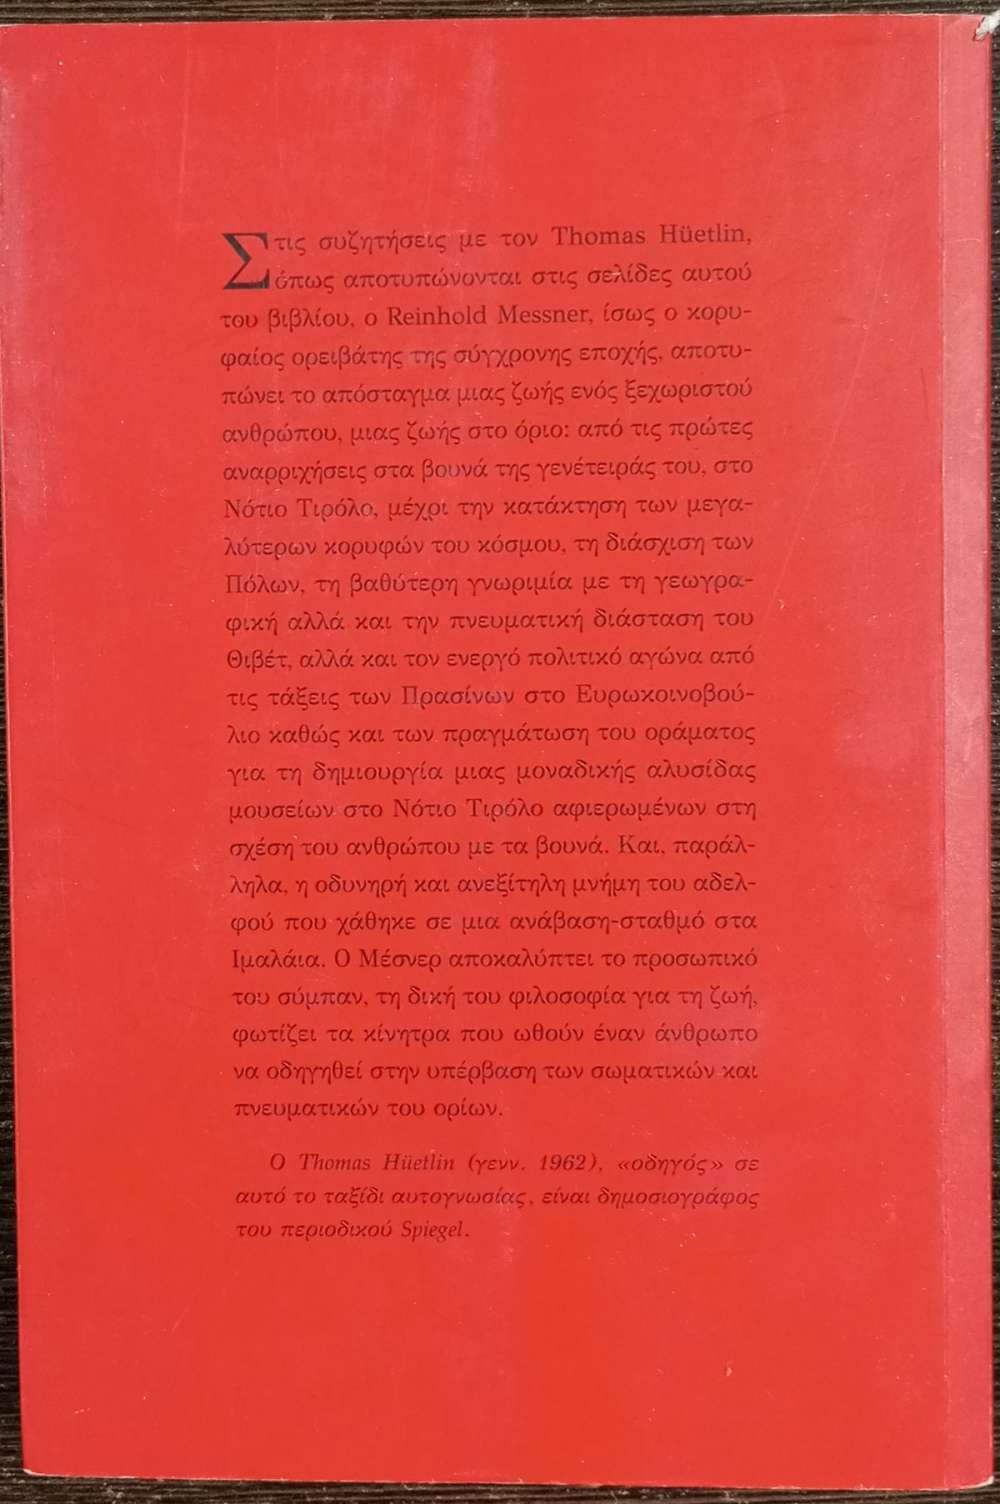 Στις συζητήσεις με τον Thomas Hüetlin,
όπως αποτυπώνονται στις σελίδες αυτού
του βιβλίου, ο Reinhold Messner, ίσως ο κορυ-
φαίος ορειβάτης της σύγχρονης εποχής, αποτυ-
πώνει το απόσταγμα μιας ζωής ενός ξεχωριστού
ανθρώπου, μιας ζωής στο όριο: από τις πρώτες
αναρριχήσεις στα βουνά της γενέτειράς του, στο
Νότιο Τιρόλο, μέχρι την κατάκτηση των μεγα-
λύτερων κορυφών του κόσμου, τη διάσχιση των
Πόλων, τη βαθύτερη γνωριμία με τη γεωγρα-
φική αλλά και την πνευματική διάσταση του
Θιβέτ, αλλά και τον ενεργό πολιτικό αγώνα από
τις τάξεις των Πρασίνων στο Ευρωκοινοβού-
λιο καθώς και των πραγμάτωση του οράματος
για τη δημιουργία μιας μοναδικής αλυσίδας
μουσείων στο Νότιο Τιρόλο αφιερωμένων στη
σχέση του ανθρώπου με τα βουνά. Και, παράλ-
ληλα, η οδυνηρή και ανεξίτηλη μνήμη του αδελ-
φού που χάθηκε σε μια ανάβαση-σταθμό στα
Ιμαλάια. Ο Μέσνερ αποκαλύπτει το προσωπικό
του σύμπαν, τη δική του φιλοσοφία για τη ζωή,
φωτίζει τα κίνητρα που ωθούν έναν άνθρωπο
να οδηγηθεί στην υπέρβαση των σωματικών και
πνευματικών του ορίων.
Ο Thomas Hüetlin (γενν. 1962), «οδηγός» σε
αυτό το ταξίδι αυτογνωσίας, είναι δημοσιογράφος
του περιοδικού Spiegel.